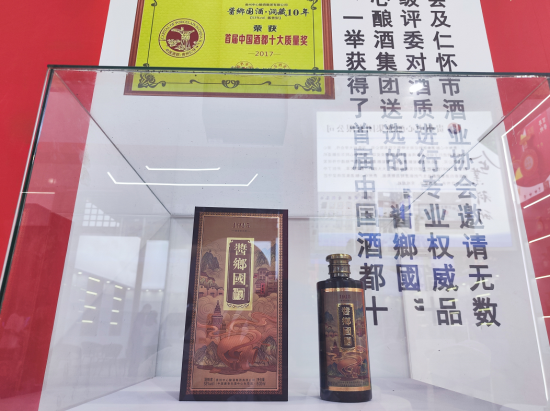 醬鄉国酒·洞藏10年
荣获
首届中国酒都十大质量奖
2017
会及仁怀市酒业协会邀请无数
级评委对酒质进行专业权威品
心酿酒集团送选的“酱鄉國”
一举获得了首届中国酒都十
醬鄉國酒
醬鄉國酒